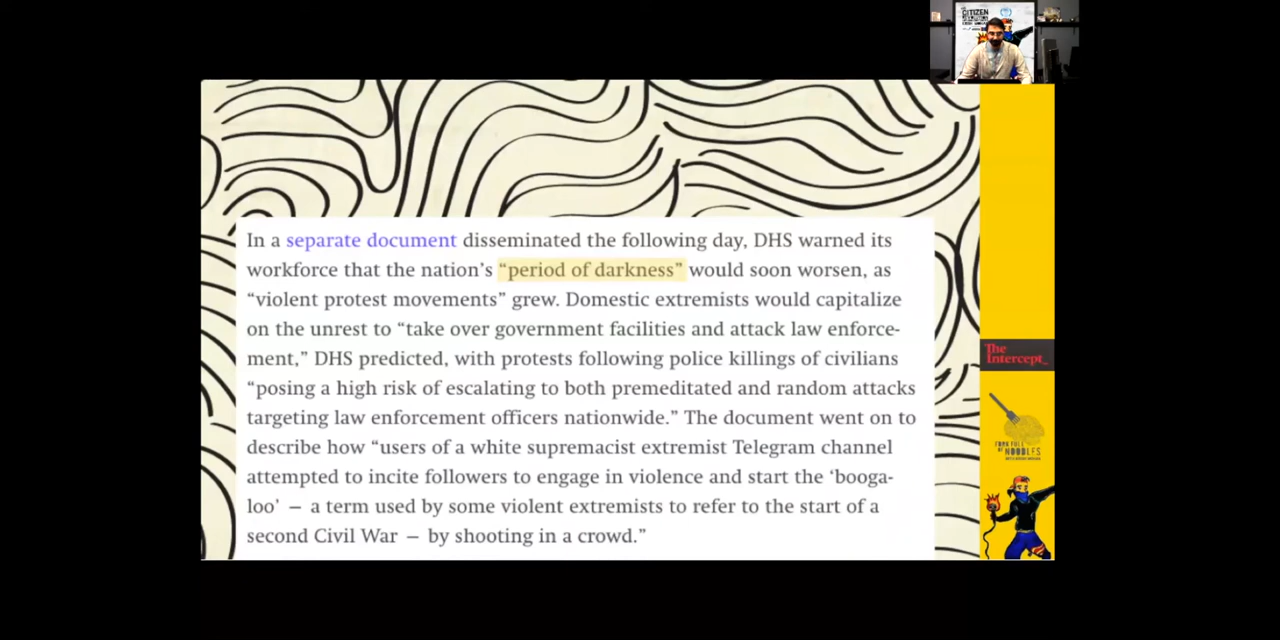 CITIZEN
In a separate document disseminated the following day, DHS warned its
workforce that the nation’s “period of darkness” would soon worsen, as
“violent protest movements” grew. Domestic extremists would capitalize
on the unrest to “take over government facilities and attack law enforce-
ment,” DHS predicted, with protests following police killings of civilians
“posing a high risk of escalating to both premeditated and random attacks
targeting law enforcement officers nationwide.” The document went on to
describe how “users of a white supremacist extremist Telegram channel
attempted to incite followers to engage in violence and start the ‘booga-
loo’ — a term used by some violent extremists to refer to the start of a
second Civil War — by shooting in a crowd.”
The
Intercept_
FORK FULL
OF NOODLES